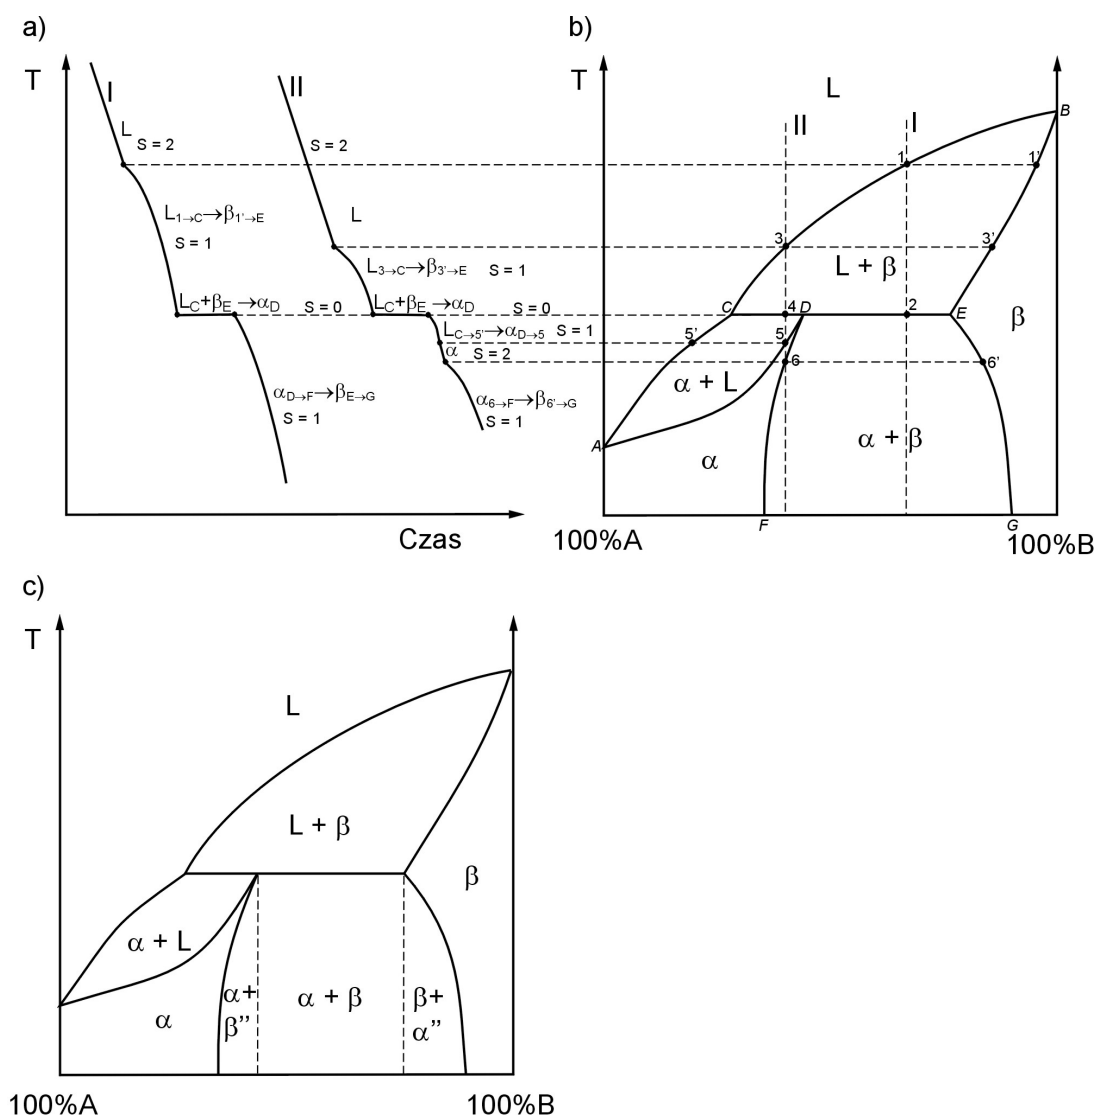 a)
T
I
L
S = 2
L1→C→β1'→E
S = 1
LC+βE→αD
S = 0
αD→F→βE→G
S = 1
II
S = 2
L
L3→C→β3'→E
S = 1
LC+βE→αD
S = 0
LC→5'→αD→5
S = 1
α
S = 2
α6→F→β6'→G
S = 1
Czas
b)
T
L
II
I
B
1
1'
3
3'
L + β
C
4
D
2
E
β
5'
5
6
6'
α + L
A
α
α + β
F
G
100%A
100%B
c)
T
L
L + β
β
α + L
α
α+
β”
α + β
β+
α”
100%A
100%B